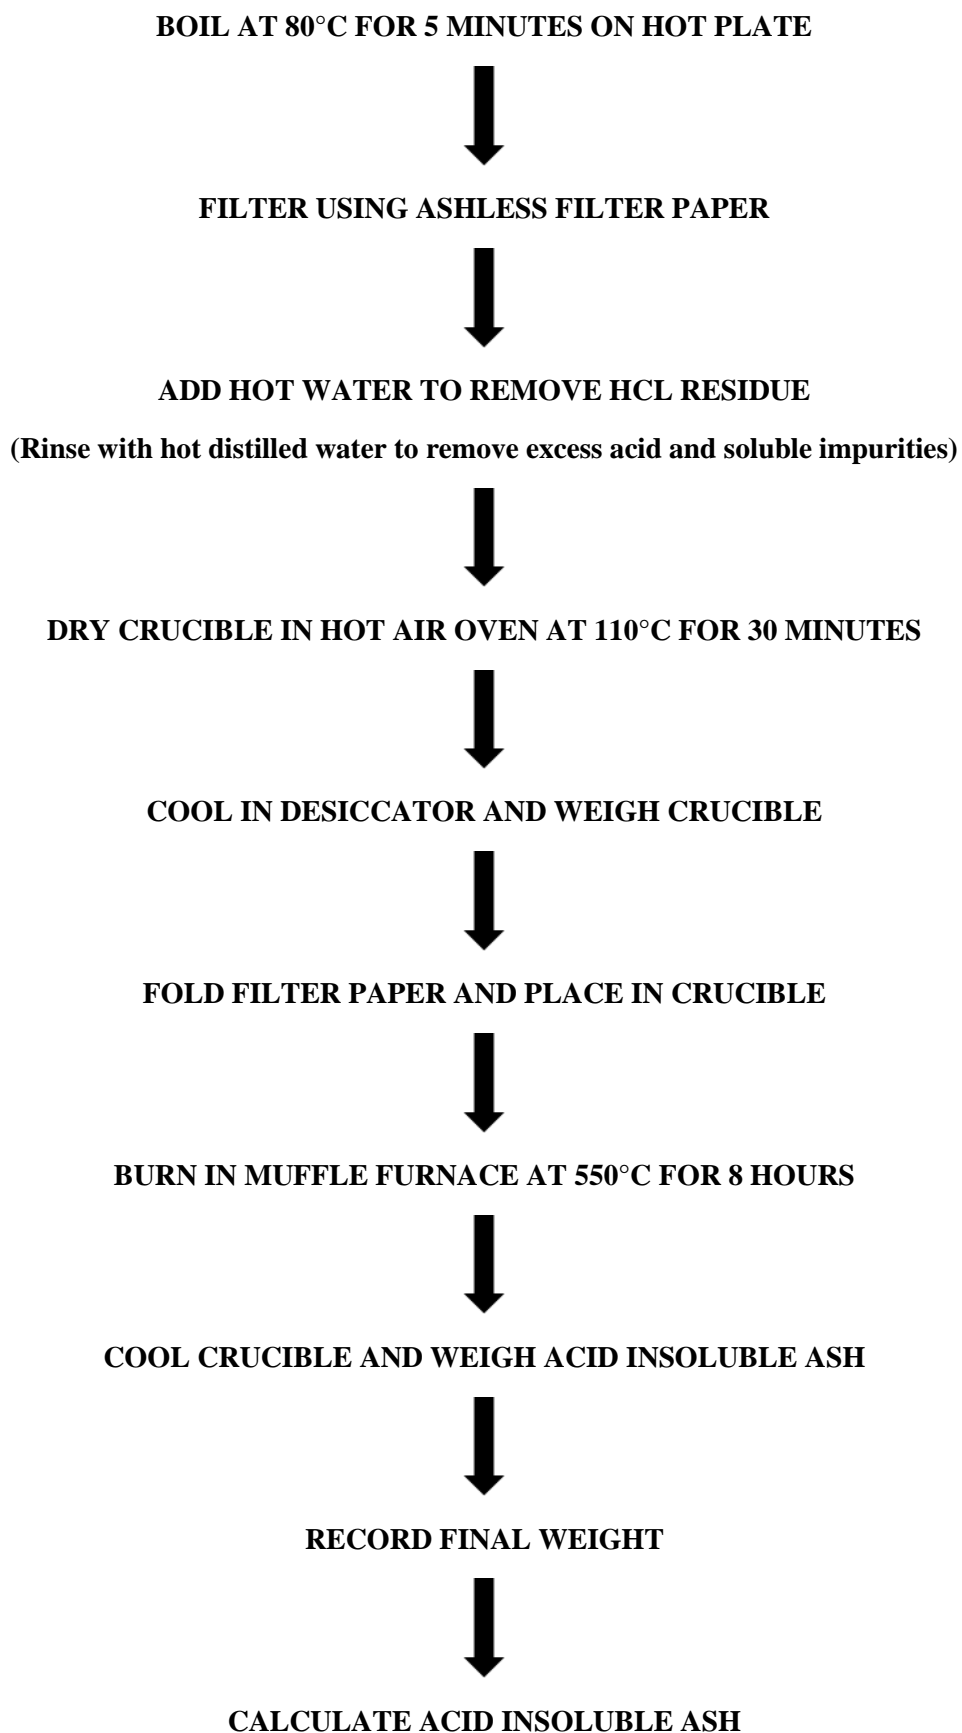 BOIL AT 80°C FOR 5 MINUTES ON HOT PLATE
FILTER USING ASHLESS FILTER PAPER
ADD HOT WATER TO REMOVE HCL RESIDUE
(Rinse with hot distilled water to remove excess acid and soluble impurities)
DRY CRUCIBLE IN HOT AIR OVEN AT 110°C FOR 30 MINUTES
COOL IN DESICCATOR AND WEIGH CRUCIBLE
FOLD FILTER PAPER AND PLACE IN CRUCIBLE
BURN IN MUFFLE FURNACE AT 550°C FOR 8 HOURS
COOL CRUCIBLE AND WEIGH ACID INSOLUBLE ASH
RECORD FINAL WEIGHT
CALCULATE ACID INSOLUBLE ASH